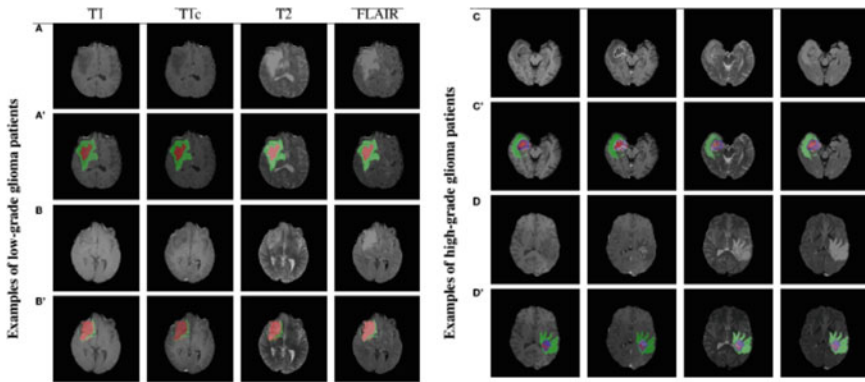 T1 T1c T2 FLAIR
Examples of low-grade glioma patients
A
A'
B
B'
Examples of high-grade glioma patients
C
C'
D
D'